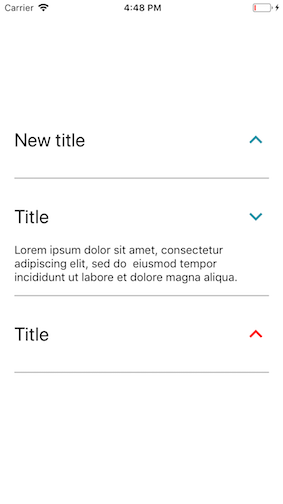 Carrier 4:48 PM
New title
Title
Lorem ipsum dolor sit amet, consectetur
adipiscing elit, sed do  eiusmod tempor
incididunt ut labore et dolore magna aliqua.
Title